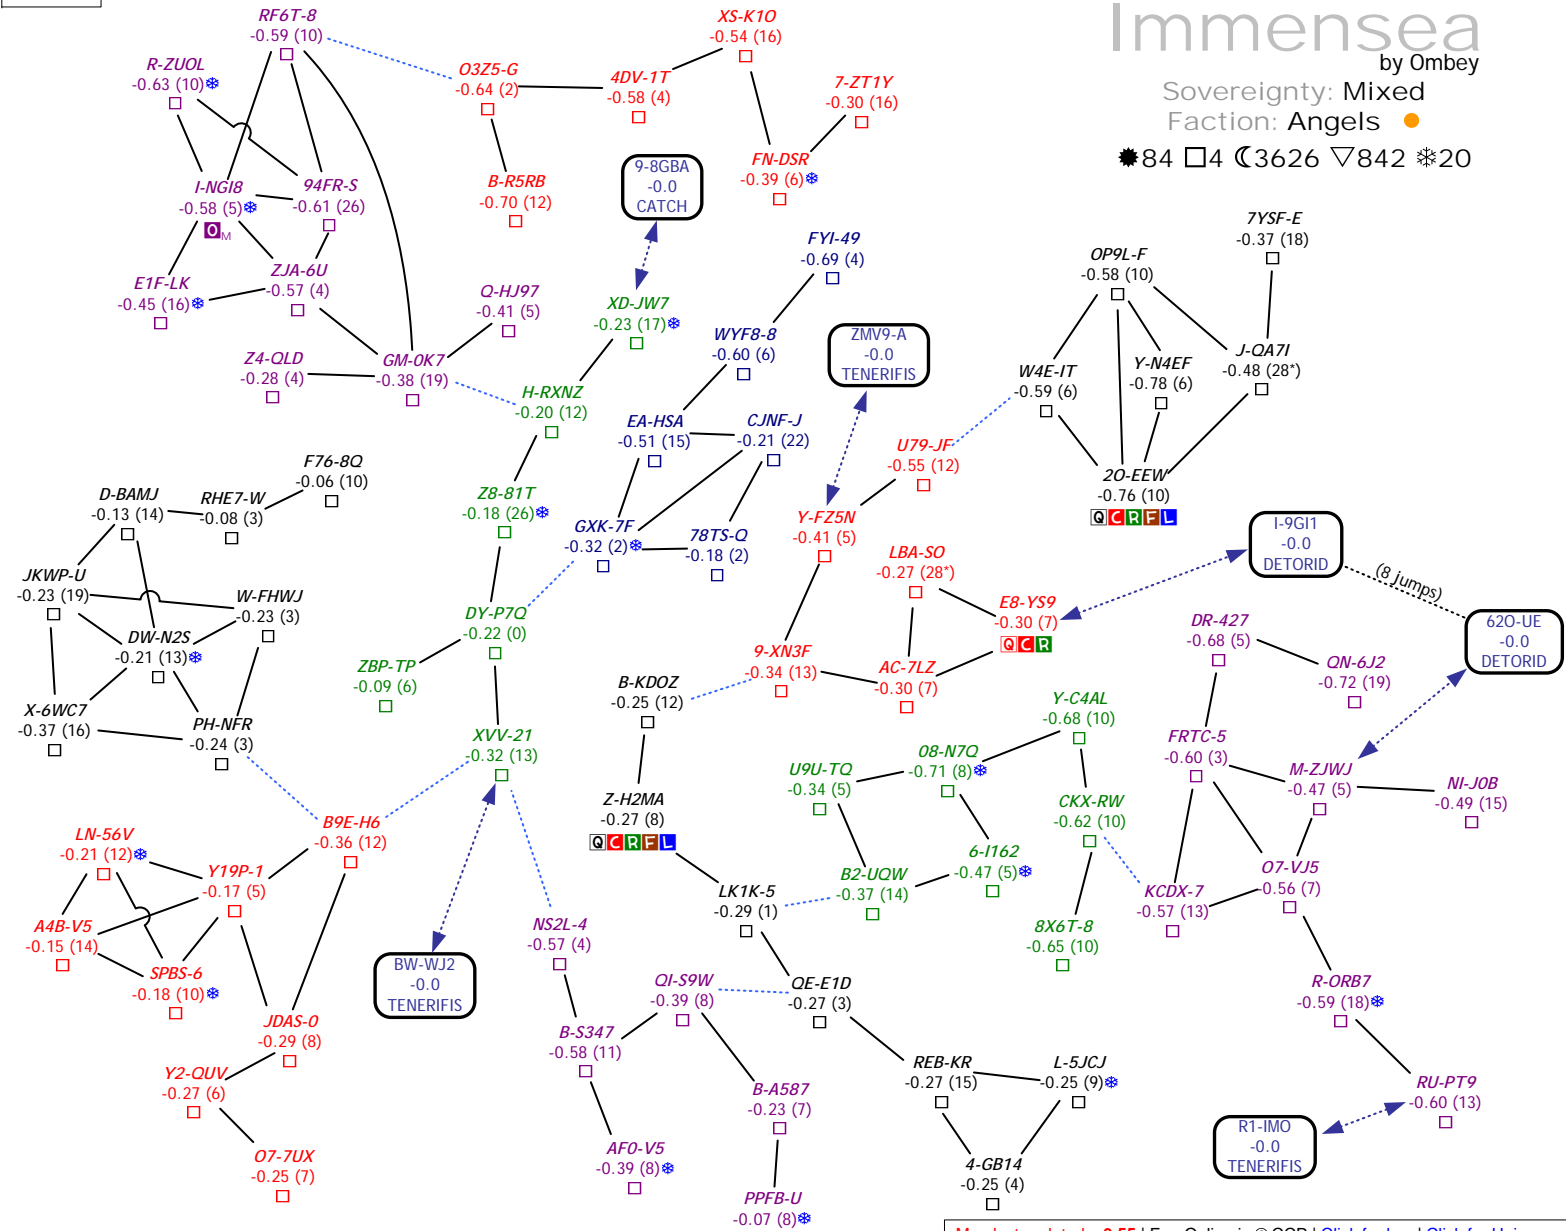 Immensea
by Ombey
Sovereignty: Mixed
Faction: Angels
84 4 3626 842 20
RF6T-8
-0.59 (10)
R-ZUOL
-0.63 (10)
XS-K1O
-0.54 (16)
O3Z5-G
-0.64 (2)
4DV-1T
-0.58 (4)
7-ZT1Y
-0.30 (16)
FN-DSR
-0.39 (6)
B-R5RB
-0.70 (12)
9-8GBA
-0.0
CATCH
I-NGI8
-0.58 (5)
O M
94FR-S
-0.61 (26)
E1F-LK
-0.45 (16)
ZJA-6U
-0.57 (4)
Q-HJ97
-0.41 (5)
Z4-QLD
-0.28 (4)
GM-0K7
-0.38 (19)
XD-JW7
-0.23 (17)
H-RXNZ
-0.20 (12)
FYI-49
-0.69 (4)
WYF8-8
-0.60 (6)
EA-HSA
-0.51 (15)
CJNF-J
-0.21 (22)
GXK-7F
-0.32 (2)
78TS-Q
-0.18 (2)
ZMV9-A
-0.0
TENERIFIS
7YSF-E
-0.37 (18)
OP9L-F
-0.58 (10)
W4E-IT
-0.59 (6)
Y-N4EF
-0.78 (6)
J-QA7I
-0.48 (28*)
2O-EEW
-0.76 (10)
Q C R F L
U79-JF
-0.55 (12)
Y-FZ5N
-0.41 (5)
LBA-SO
-0.27 (28*)
E8-YS9
-0.30 (7)
Q C R
9-XN3F
-0.34 (13)
AC-7LZ
-0.30 (7)
I-9GI1
-0.0
DETORID
(8 jumps)
62O-UE
-0.0
DETORID
F76-8Q
-0.06 (10)
D-BAMJ
-0.13 (14)
RHE7-W
-0.08 (3)
JKWP-U
-0.23 (19)
W-FHWJ
-0.23 (3)
DW-N2S
-0.21 (13)
X-6WC7
-0.37 (16)
PH-NFR
-0.24 (3)
Z8-81T
-0.18 (26)
DY-P7Q
-0.22 (0)
ZBP-TP
-0.09 (6)
XVV-21
-0.32 (13)
B-KDOZ
-0.25 (12)
Z-H2MA
-0.27 (8)
Q C R F L
LK1K-5
-0.29 (1)
U9U-TQ
-0.34 (5)
08-N7Q
-0.71 (8)
Y-C4AL
-0.68 (10)
CKX-RW
-0.62 (10)
6-I162
-0.47 (5)
B2-UQW
-0.37 (14)
8X6T-8
-0.65 (10)
DR-427
-0.68 (5)
QN-6J2
-0.72 (19)
FRTC-5
-0.60 (3)
M-ZJWJ
-0.47 (5)
NI-J0B
-0.49 (15)
O7-VJ5
-0.56 (7)
KCDX-7
-0.57 (13)
R-ORB7
-0.59 (18)
RU-PT9
-0.60 (13)
R1-IMO
-0.0
TENERIFIS
B9E-H6
-0.36 (12)
LN-56V
-0.21 (12)
Y19P-1
-0.17 (5)
A4B-V5
-0.15 (14)
SPBS-6
-0.18 (10)
JDAS-0
-0.29 (8)
Y2-QUV
-0.27 (6)
O7-7UX
-0.25 (7)
BW-WJ2
-0.0
TENERIFIS
NS2L-4
-0.57 (4)
QI-S9W
-0.39 (8)
B-S347
-0.58 (11)
B-A587
-0.23 (7)
AF0-V5
-0.39 (8)
PPFB-U
-0.07 (8)
QE-E1D
-0.27 (3)
REB-KR
-0.27 (15)
L-5JCJ
-0.25 (9)
4-GB14
-0.25 (4)